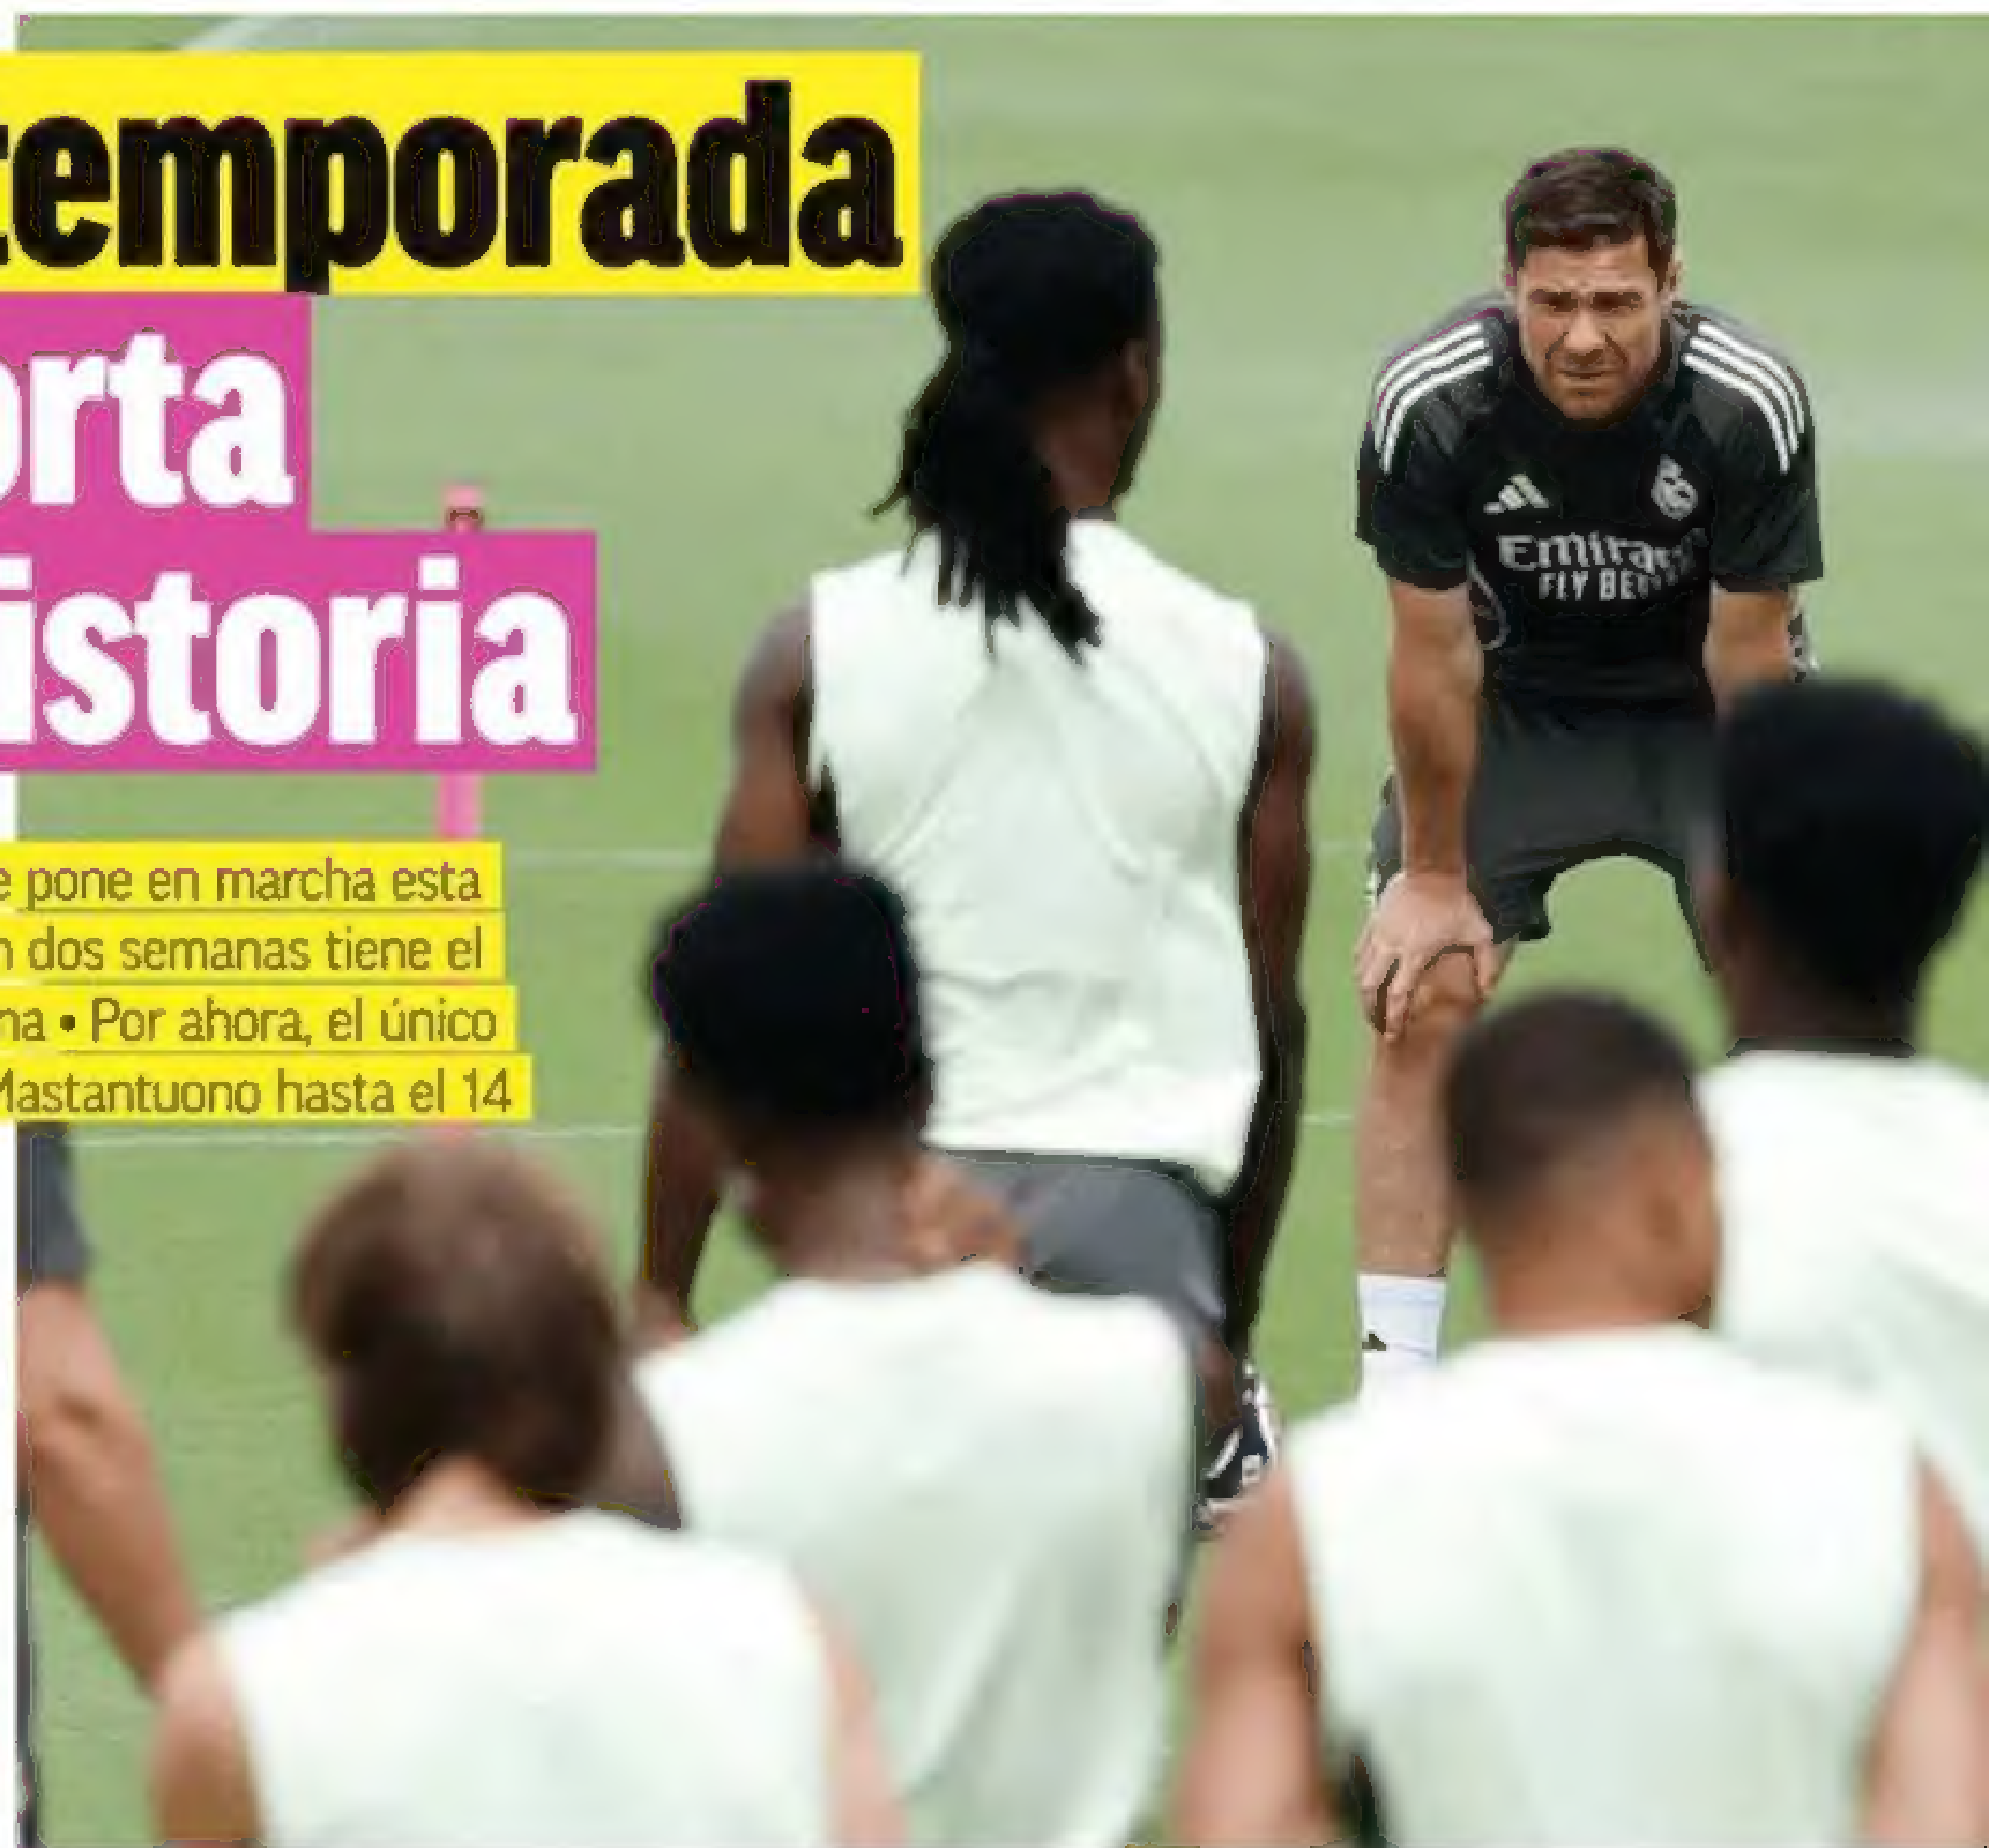 temporada
orta
istoria
e pone en marcha esta
n dos semanas tiene el
na • Por ahora, el único
Mastantuono hasta el 14
Emirat
FLY BE